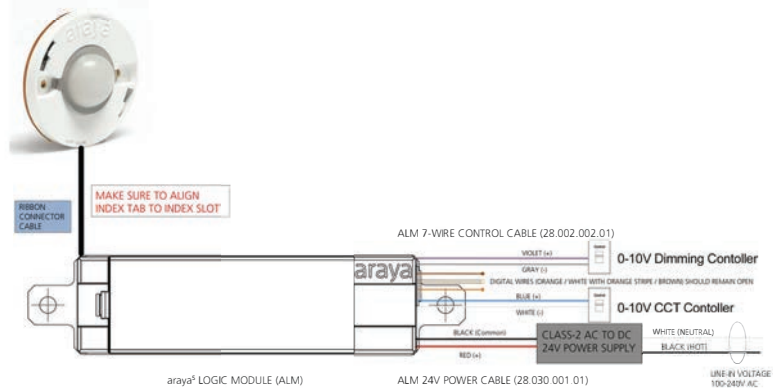 araya
RIBBON
CONNECTOR
CABLE
MAKE SURE TO ALIGN
INDEX TAB TO INDEX SLOT
ALM 7-WIRE CONTROL CABLE (28.002.002.01)
VIOLET (+)
GRAY (-)
0-10V Dimming Contoller
araya
DIGITAL WIRES (ORANGE / WHITE WITH ORANGE STRIPE / BROWN) SHOULD REMAIN OPEN
BLUE (+)
WHITE (-)
0-10V CCT Contoller
BLACK (Common)
RED (+)
CLASS-2 AC TO DC
24V POWER SUPPLY
WHITE (NEUTRAL)
BLACK (HOT)
LINE-IN VOLTAGE
100-240V AC
araya⁵ LOGIC MODULE (ALM)
ALM 24V POWER CABLE (28.030.001.01)